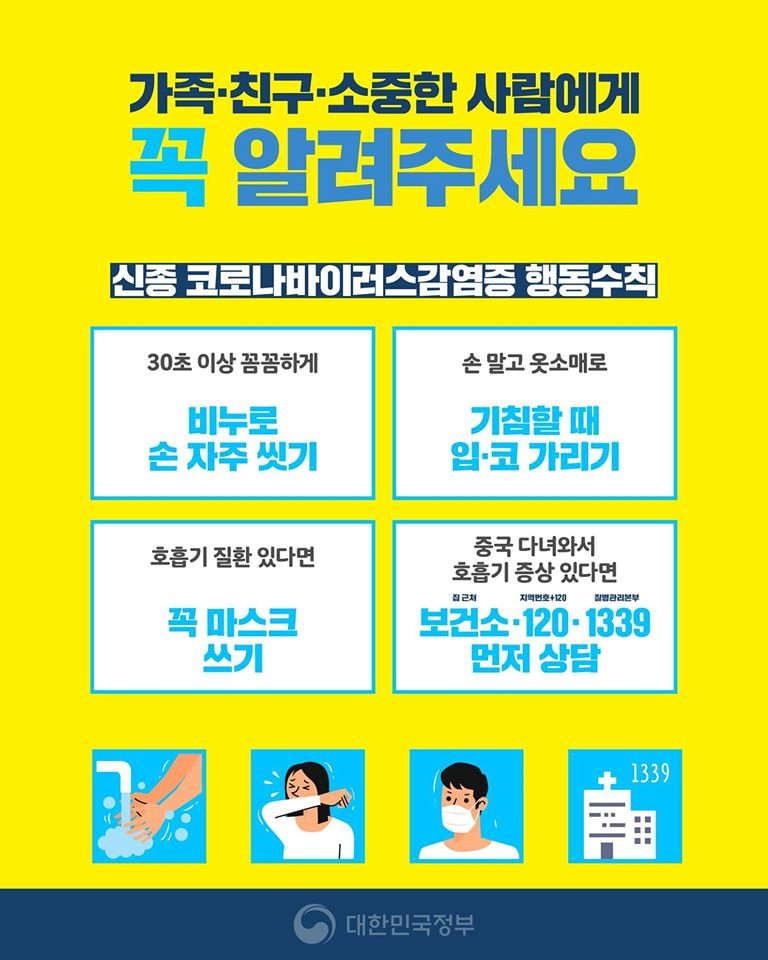 가족·친구·소중한 사람에게
꼭 알려주세요
신종 코로나바이러스감염증 행동수칙
30초 이상 꼼꼼하게
비누로
손 자주 씻기
손 말고 옷소매로
기침할 때
입·코 가리기
호흡기 질환 있다면
꼭 마스크
쓰기
중국 다녀와서
호흡기 증상 있다면
집 근처 지역번호+120 질병관리본부
보건소·120·1339
먼저 상담
1339
대한민국정부